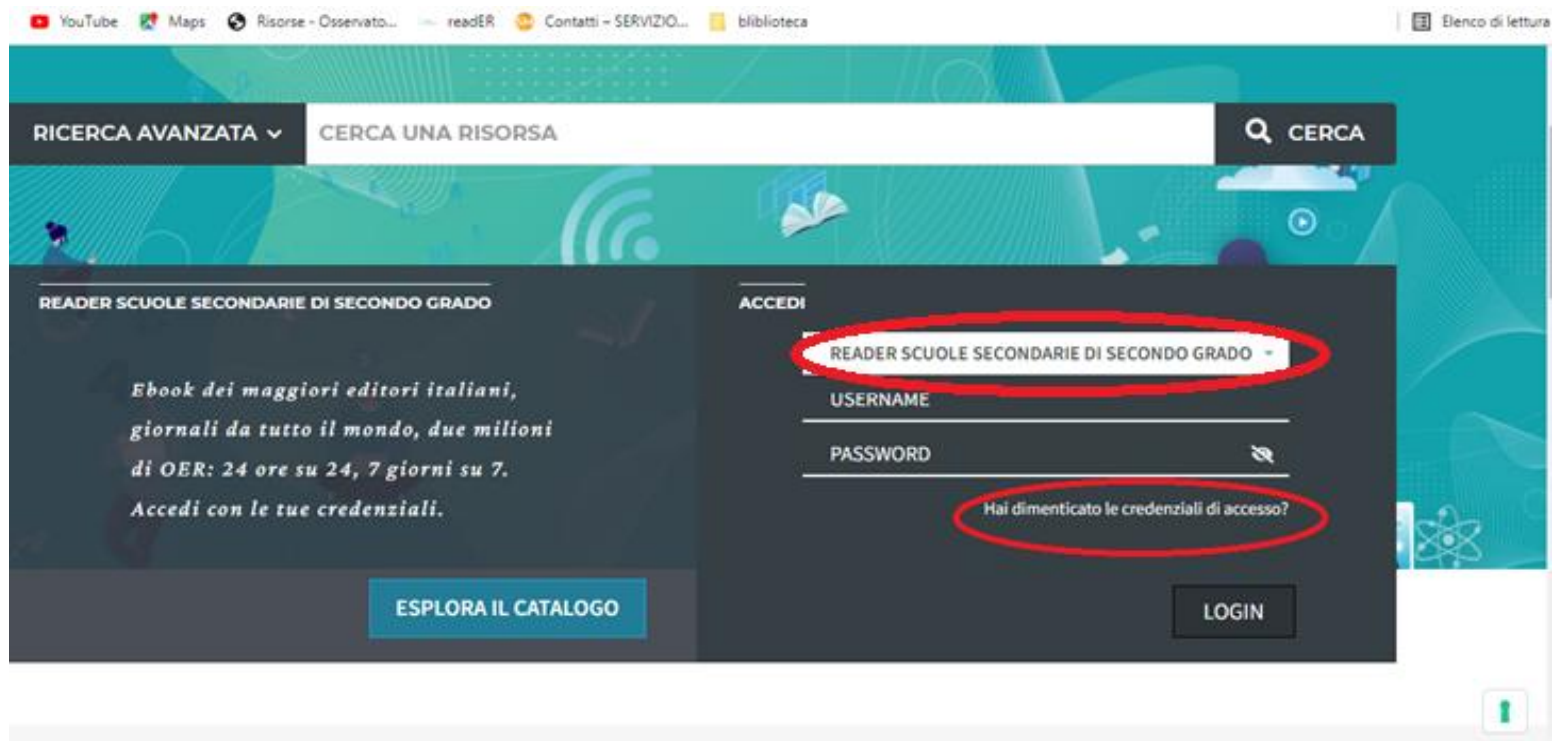 YouTube Maps Risorse - Osservato... readER Contatti – SERVIZIO... bliblioteca Elenco di lettura
RICERCA AVANZATA CERCA UNA RISORSA CERCA
READER SCUOLE SECONDARIE DI SECONDO GRADO
Ebook dei maggiori editori italiani,
giornali da tutto il mondo, due milioni
di OER: 24 ore su 24, 7 giorni su 7.
Accedi con le tue credenziali.
ESPLORA IL CATALOGO
ACCEDI
READER SCUOLE SECONDARIE DI SECONDO GRADO
USERNAME
PASSWORD
Hai dimenticato le credenziali di accesso?
LOGIN